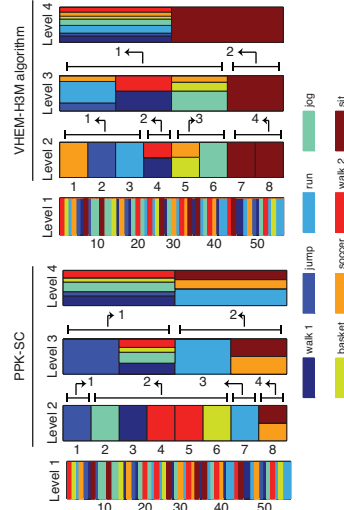 VHEM-H3M algorithm
Level 4
1 2
Level 3
1 2 3 4
Level 2
1 2 3 4 5 6 7 8
Level 1
10 20 30 40 50
PPK-SC
Level 4
1 2
Level 3
1 2 3 4
Level 2
1 2 3 4 5 6 7 8
Level 1
10 20 30 40 50
walk 1
jump
run
jog
basket
soccer
walk 2
sit